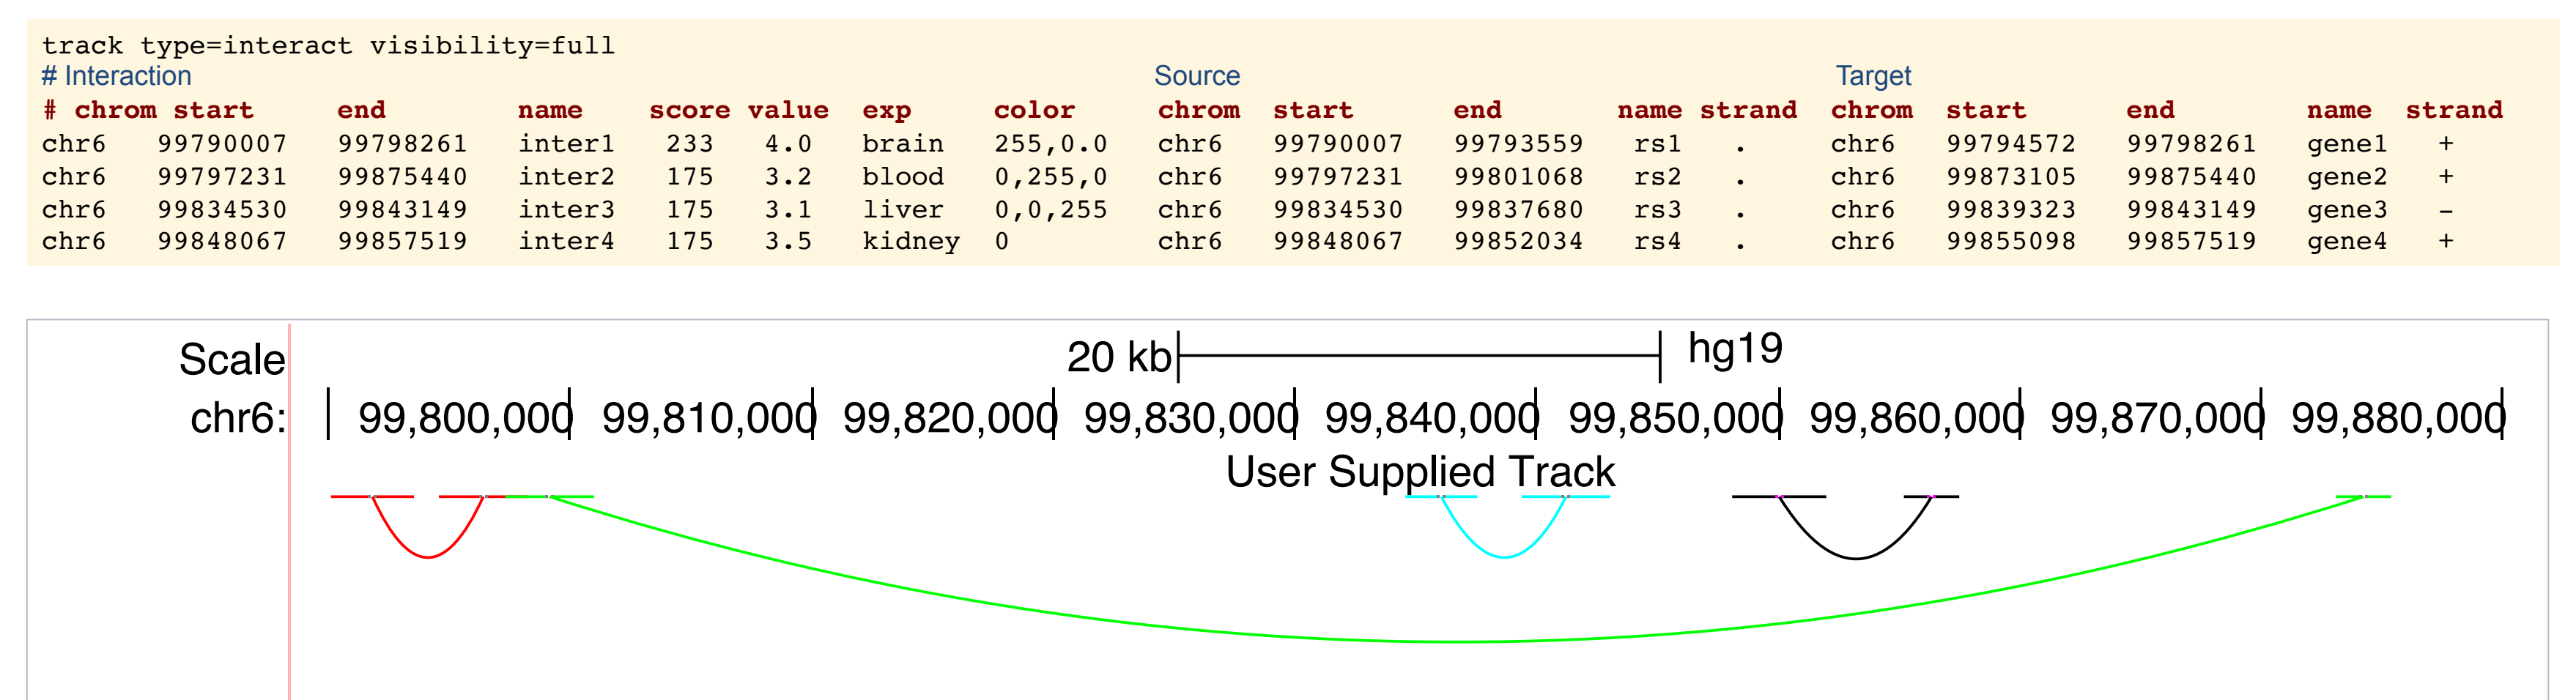 track type=interact visibility=full
# Interaction Source Target
# chrom start end name score value exp color chrom start end name strand chrom start end name strand
chr6 99790007 99798261 inter1 233 4.0 brain 255,0.0 chr6 99790007 99793559 rs1 . chr6 99794572 99798261 gene1 +
chr6 99797231 99875440 inter2 175 3.2 blood 0,255,0 chr6 99797231 99801068 rs2 . chr6 99873105 99875440 gene2 +
chr6 99834530 99843149 inter3 175 3.1 liver 0,0,255 chr6 99834530 99837680 rs3 . chr6 99839323 99843149 gene3 -
chr6 99848067 99857519 inter4 175 3.5 kidney 0 chr6 99848067 99852034 rs4 . chr6 99855098 99857519 gene4 +
Scale 20 kb hg19
chr6: 99,800,000 99,810,000 99,820,000 99,830,000 99,840,000 99,850,000 99,860,000 99,870,000 99,880,000
User Supplied Track